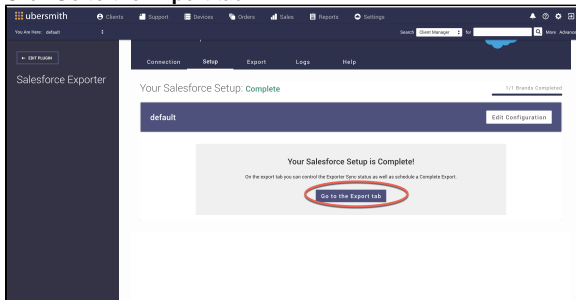 ubersmith
Clients
Support
Devices
Orders
Sales
Reports
Settings
You Are Here: default
Search Client Manager for
More Advanc
← EDIT PLUGIN
Connection Setup Export Logs Help
Salesforce Exporter
Your Salesforce Setup: Complete
1/1 Brands Completed
default
Edit Configuration
Your Salesforce Setup is Complete!
On the export tab you can control the Exporter Sync status as well as schedule a Complete Export.
Go to the Export tab